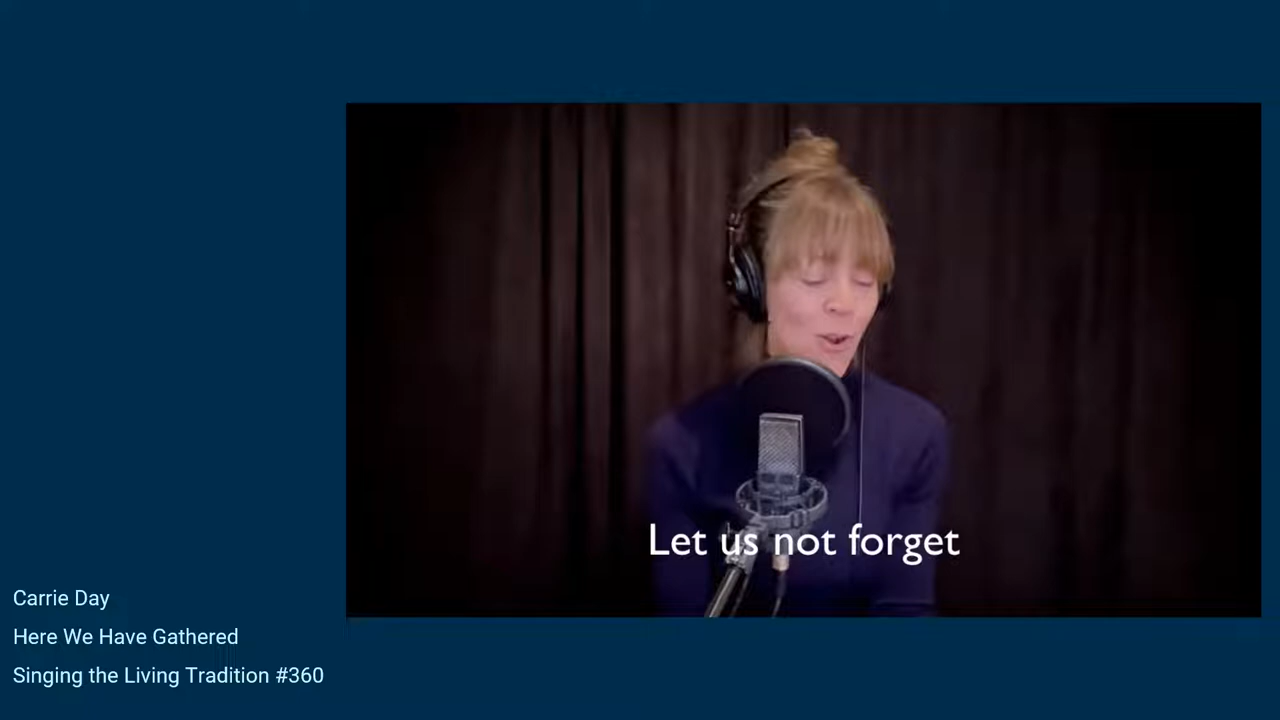 Let us not forget
Carrie Day
Here We Have Gathered
Singing the Living Tradition #360